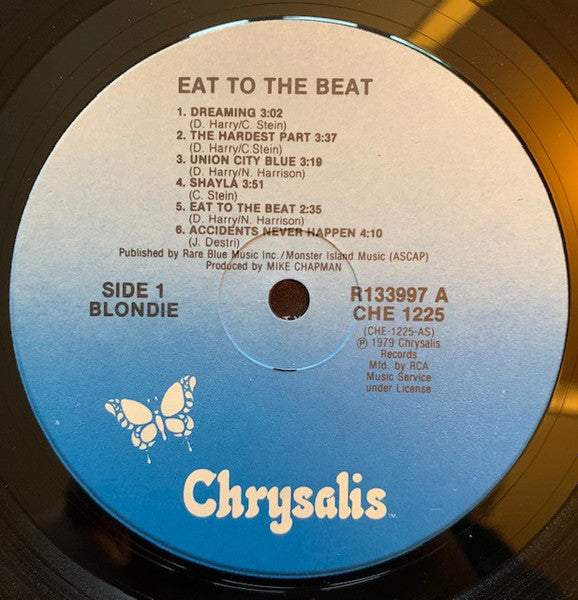 EAT TO THE BEAT
1. DREAMING 3:02
(D. Harry/C. Stein)
2. THE HARDEST PART 3:37
(D. Harry/C.Stein)
3. UNION CITY BLUE 3:19
(D. Harry/N. Harrison)
4. SHAYLA 3:51
(C. Stein)
5. EAT TO THE BEAT 2:35
(D. Harry/N. Harrison)
6. ACCIDENTS NEVER HAPPEN 4:10
(J. Destri)
Published by Rare Blue Music Inc./Monster Island Music (ASCAP)
Produced by MIKE CHAPMAN
SIDE 1
BLONDIE
R133997 A
CHE 1225
(CHE-1225-AS)
℗ 1979 Chrysalis
Records
Mfd. by RCA
Music Service
under License
Chrysalis™